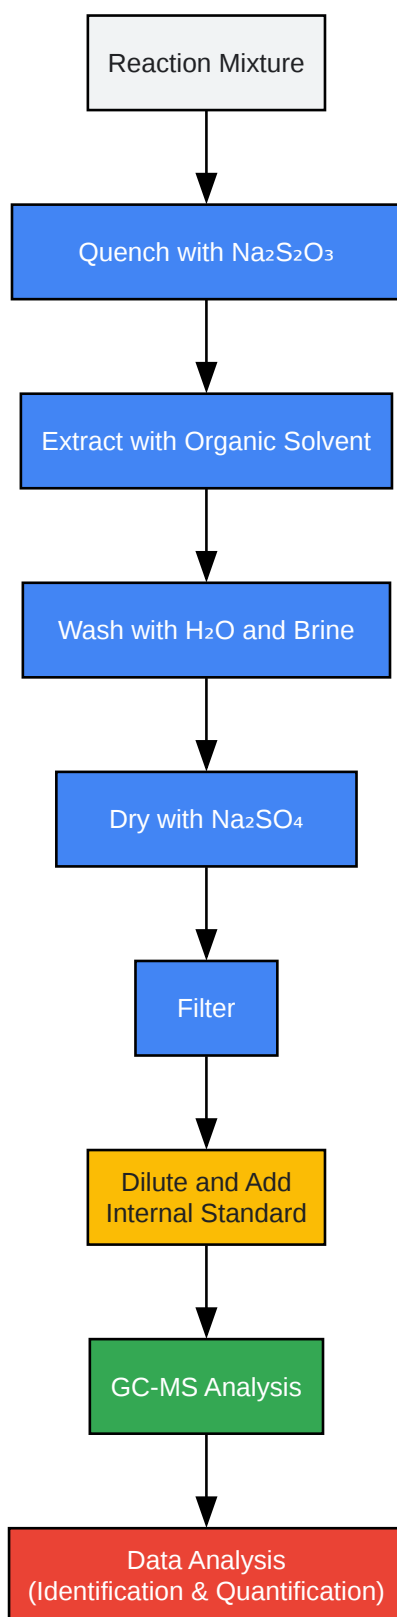 Reaction Mixture
Quench with Na₂S₂O₃
Extract with Organic Solvent
Wash with H₂O and Brine
Dry with Na₂SO₄
Filter
Dilute and Add
Internal Standard
GC-MS Analysis
Data Analysis
(Identification & Quantification)